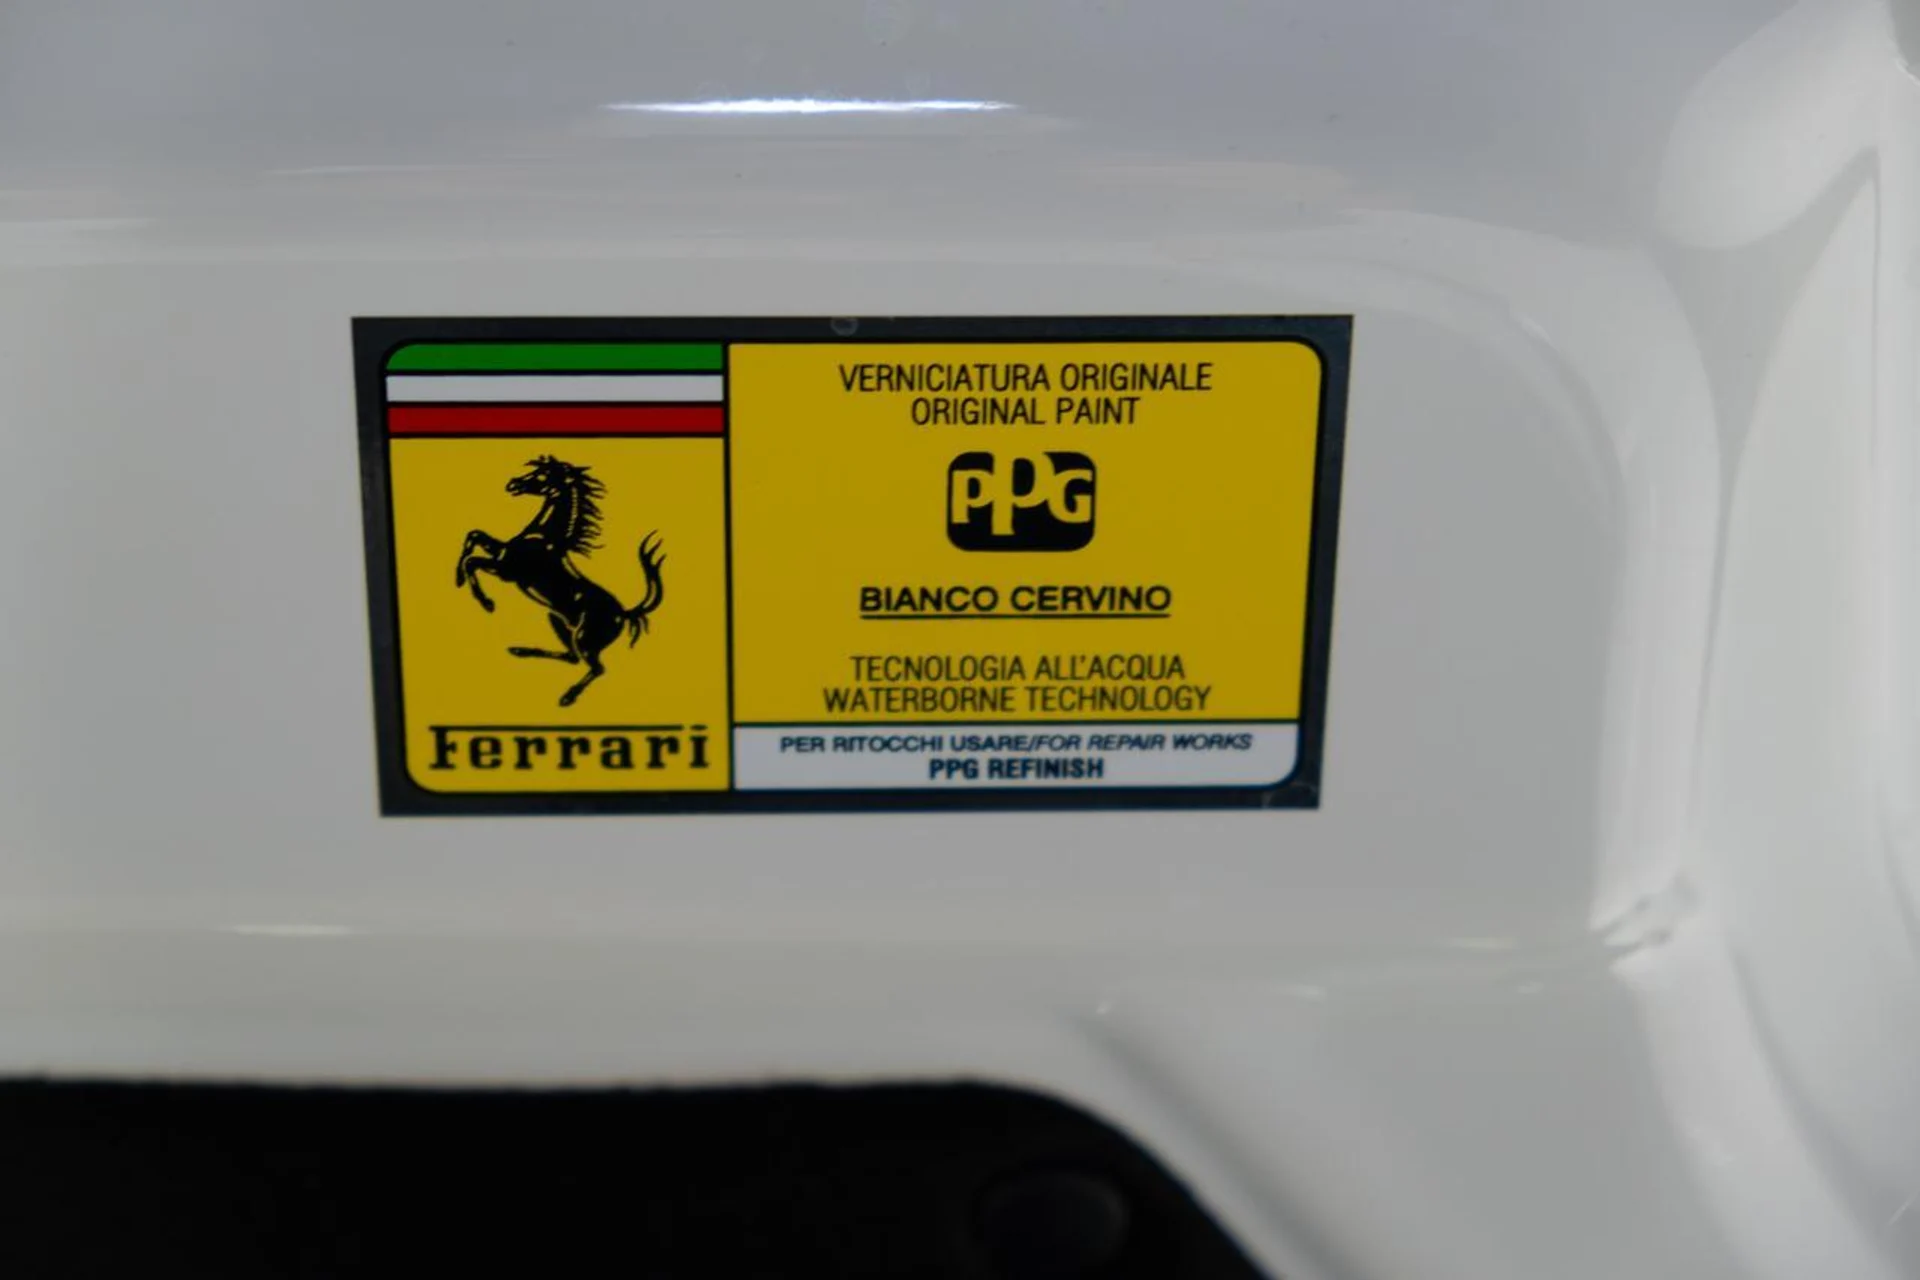 VERNICIATURA ORIGINALE
ORIGINAL PAINT
PPG
BIANCO CERVINO
TECNOLOGIA ALL'ACQUA
WATERBORNE TECHNOLOGY
Ferrari
PER RITOCCHI USARE/FOR REPAIR WORKS
PPG REFINISH